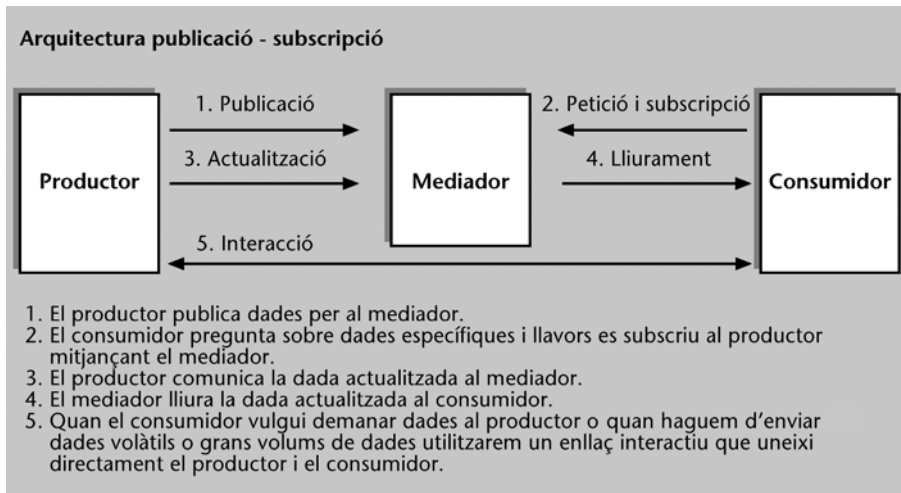 Arquitectura publicació - subscripció
1. Publicació
2. Petició i subscripció
3. Actualització
4. Lliurament
Productor
Mediador
Consumidor
5. Interacció
1. El productor publica dades per al mediador.
2. El consumidor pregunta sobre dades específiques i llavors es subscriu al productor
mitjançant el mediador.
3. El productor comunica la dada actualitzada al mediador.
4. El mediador lliura la dada actualitzada al consumidor.
5. Quan el consumidor vulgui demanar dades al productor o quan haguem d’enviar
dades volàtils o grans volums de dades utilitzarem un enllaç interactiu que uneixi
directament el productor i el consumidor.